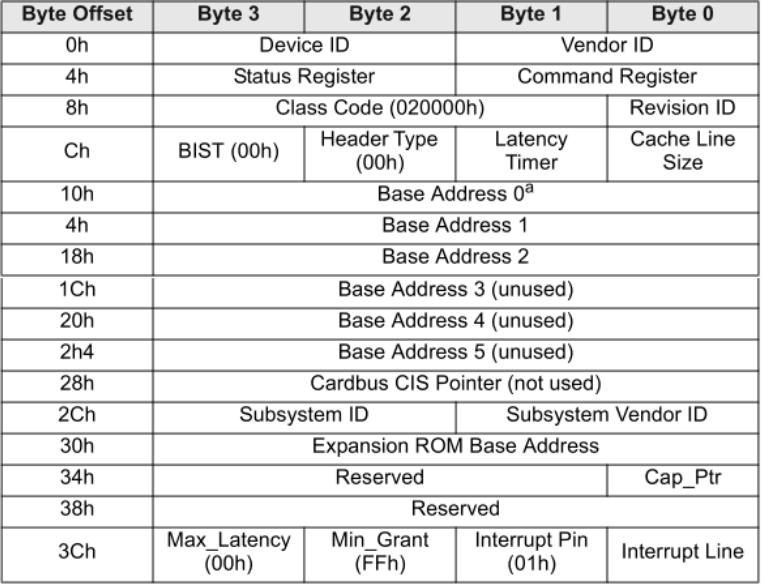 Byte Offset Byte 3 Byte 2 Byte 1 Byte 0
0h Device ID Vendor ID
4h Status Register Command Register
8h Class Code (020000h) Revision ID
Ch BIST (00h) Header Type (00h) Latency Timer Cache Line Size
10h Base Address 0a
4h Base Address 1
18h Base Address 2
1Ch Base Address 3 (unused)
20h Base Address 4 (unused)
2h4 Base Address 5 (unused)
28h Cardbus CIS Pointer (not used)
2Ch Subsystem ID Subsystem Vendor ID
30h Expansion ROM Base Address
34h Reserved Cap_Ptr
38h Reserved
3Ch Max_Latency (00h) Min_Grant (FFh) Interrupt Pin (01h) Interrupt Line